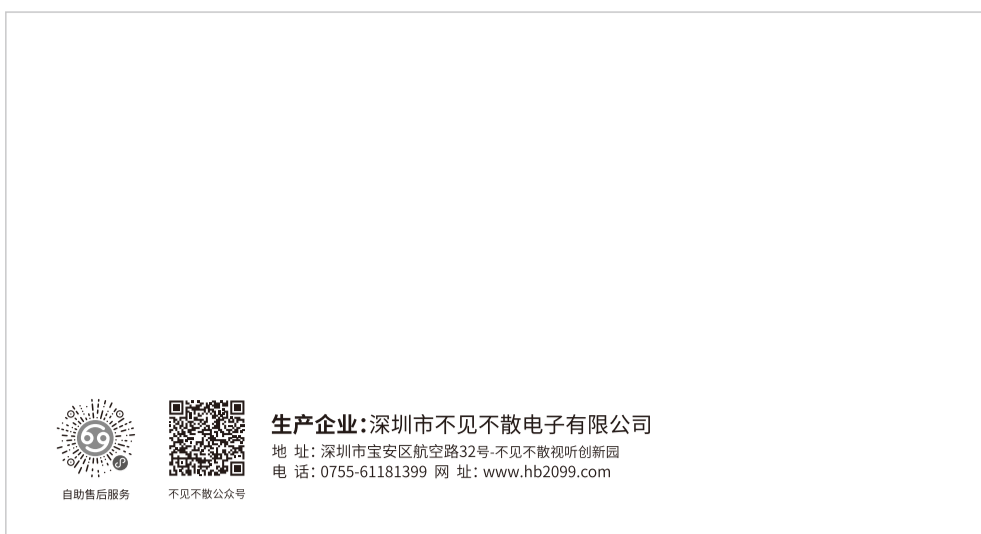 生产企业：深圳市不见不散电子有限公司
地 址：深圳市宝安区航空路32号-不见不散视听创新园
电 话：0755-61181399 网 址：www.hb2099.com
自助售后服务
不见不散公众号